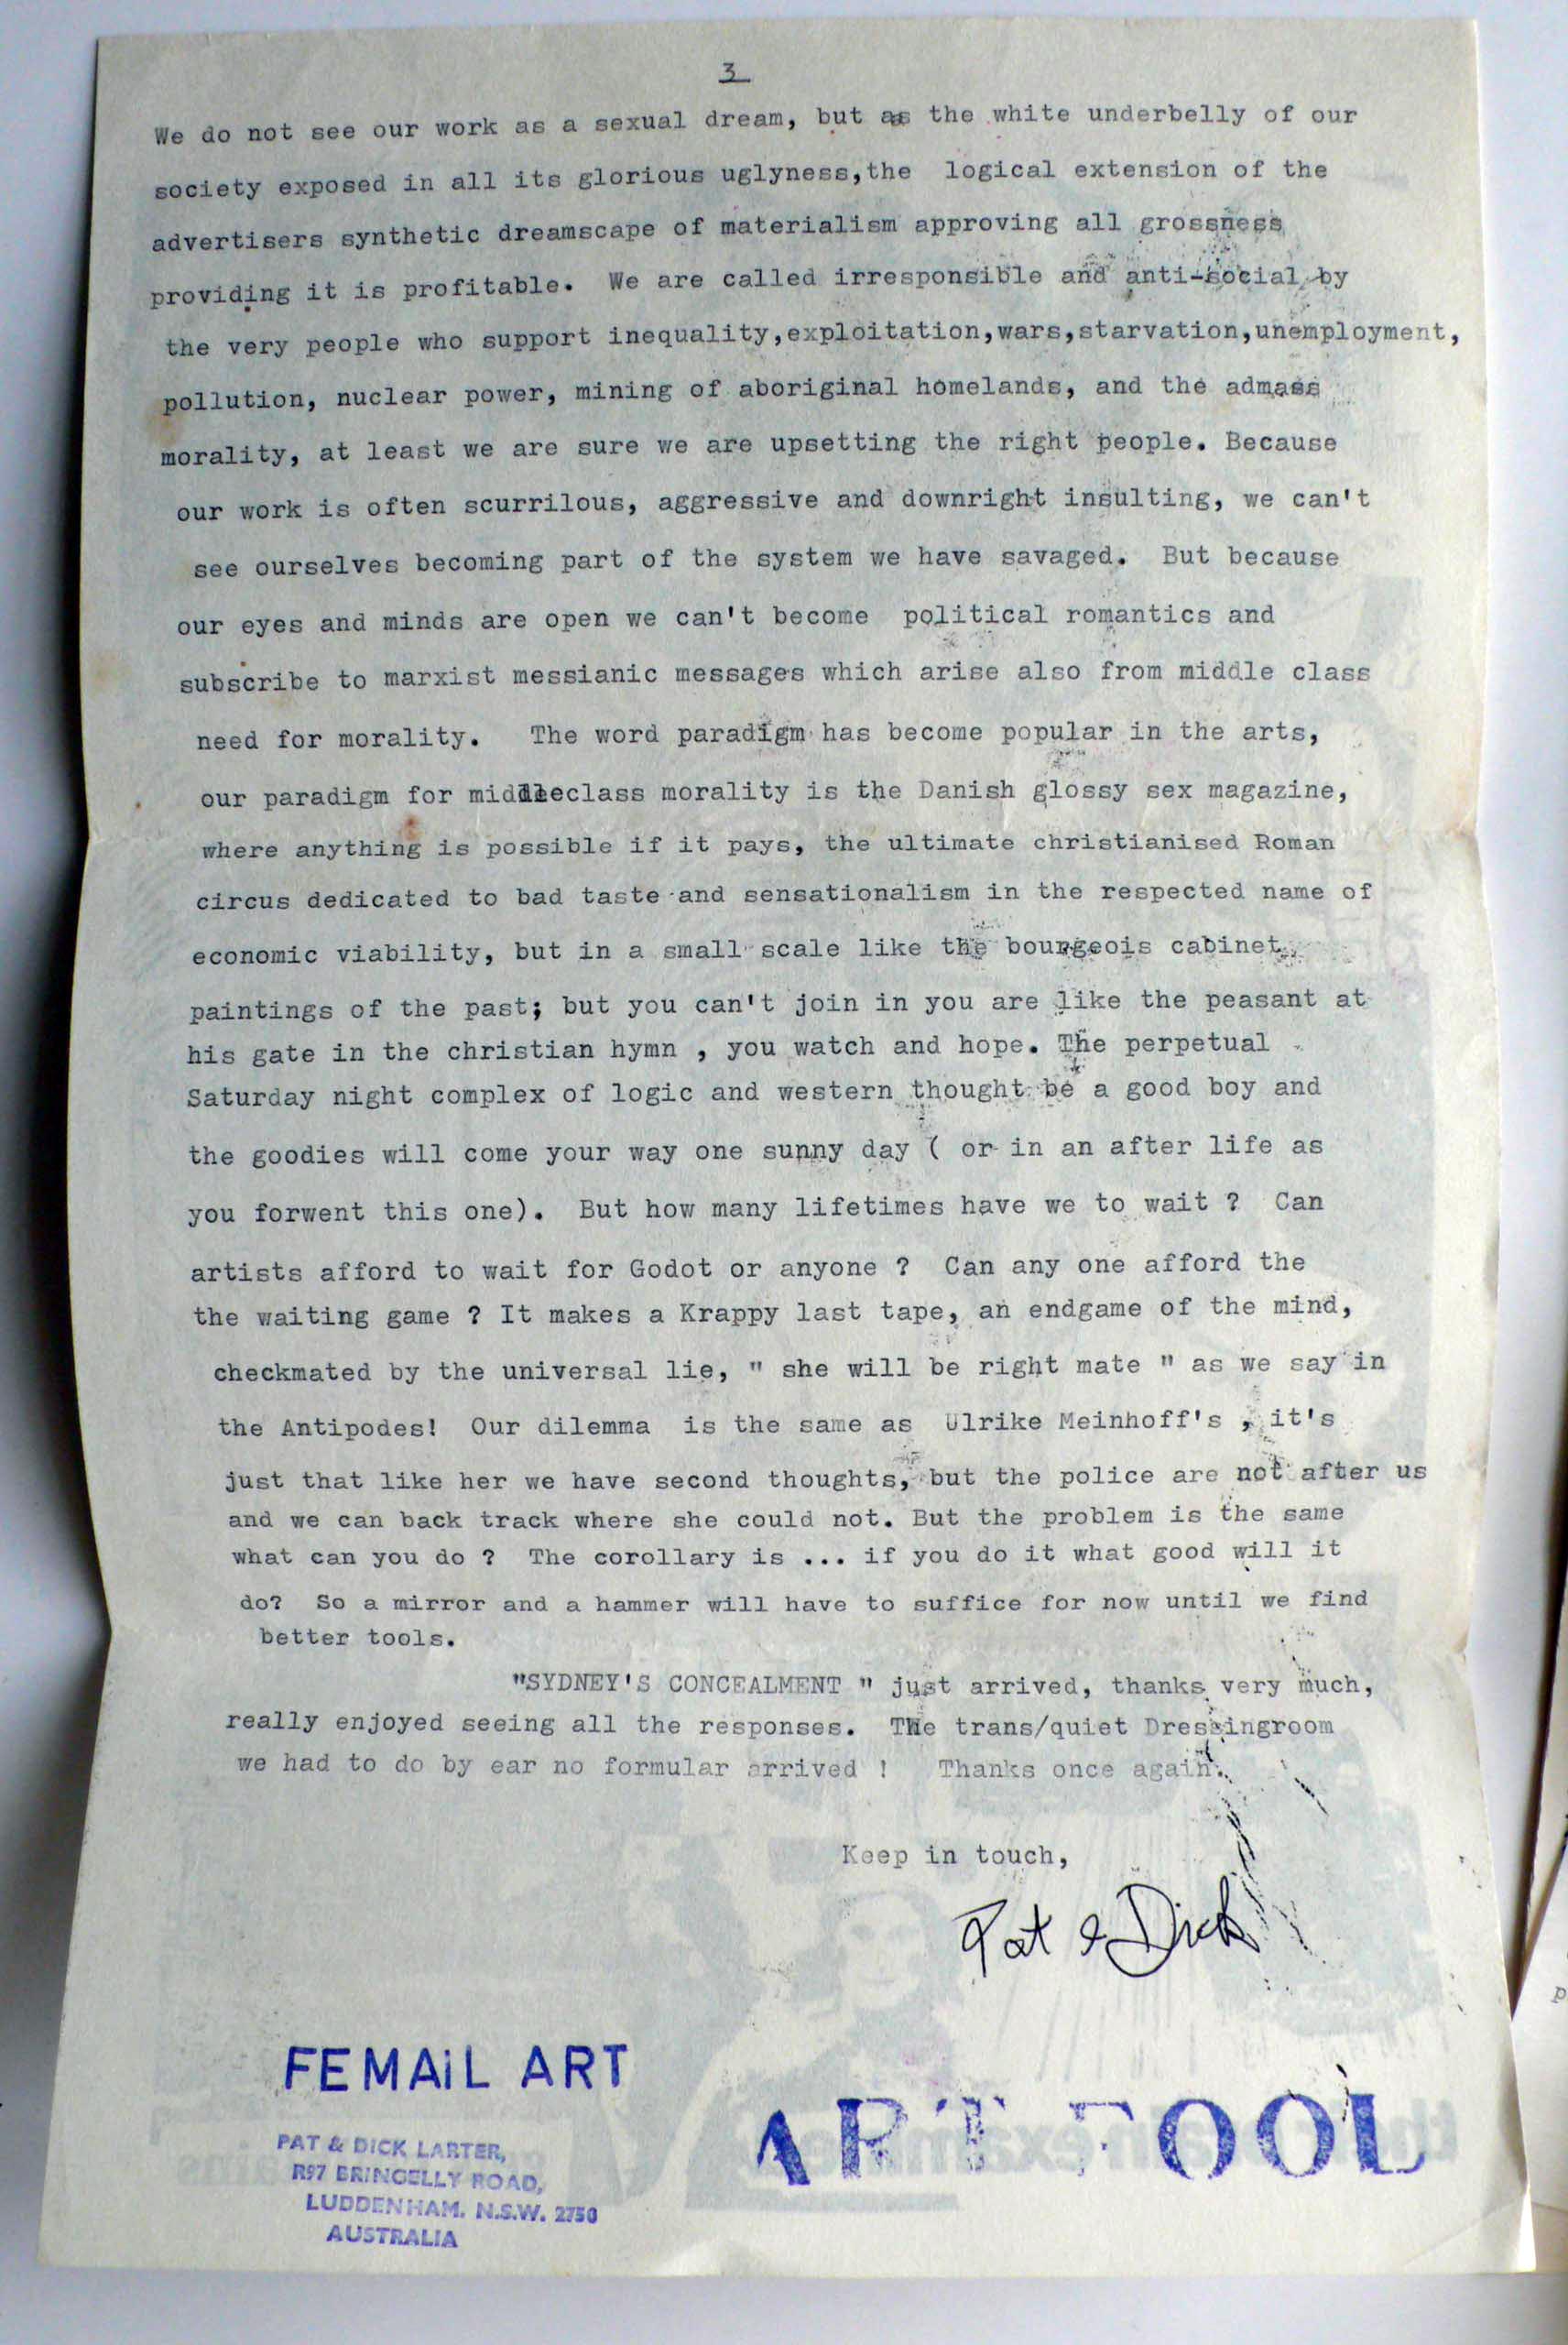 3
We do not see our work as a sexual dream, but as the white underbelly of our
society exposed in all its glorious uglyness,the logical extension of the
advertisers synthetic dreamscape of materialism approving all grossness
providing it is profitable. We are called irresponsible and anti-social by
the very people who support inequality,exploitation,wars,starvation,unemployment,
pollution, nuclear power, mining of aboriginal homelands, and the admass
morality, at least we are sure we are upsetting the right people. Because
our work is often scurrilous, aggressive and downright insulting, we can't
see ourselves becoming part of the system we have savaged. But because
our eyes and minds are open we can't become political romantics and
subscribe to marxist messianic messages which arise also from middle class
need for morality. The word paradigm has become popular in the arts,
our paradigm for middleclass morality is the Danish glossy sex magazine,
where anything is possible if it pays, the ultimate christianised Roman
circus dedicated to bad taste and sensationalism in the respected name of
economic viability, but in a small scale like the bourgeois cabinet
paintings of the past; but you can't join in you are like the peasant at
his gate in the christian hymn , you watch and hope. The perpetual
Saturday night complex of logic and western thought be a good boy and
the goodies will come your way one sunny day ( or in an after life as
you forwent this one). But how many lifetimes have we to wait ? Can
artists afford to wait for Godot or anyone ? Can any one afford the
the waiting game ? It makes a Krappy last tape, an endgame of the mind,
checkmated by the universal lie, " she will be right mate " as we say in
the Antipodes! Our dilemma is the same as Ulrike Meinhoff's , it's
just that like her we have second thoughts, but the police are not after us
and we can back track where she could not. But the problem is the same
what can you do ? The corollary is ... if you do it what good will it
do? So a mirror and a hammer will have to suffice for now until we find
better tools.
"SYDNEY'S CONCEALMENT " just arrived, thanks very much,
really enjoyed seeing all the responses. The trans/quiet Dressingroom
we had to do by ear no formular arrived ! Thanks once again.
Keep in touch,
Pat & Dick
FEMAiL ART
ART FOOL
PAT & DICK LARTER,
R97 BRINGELLY ROAD,
LUDDENHAM. N.S.W. 2750
AUSTRALIA